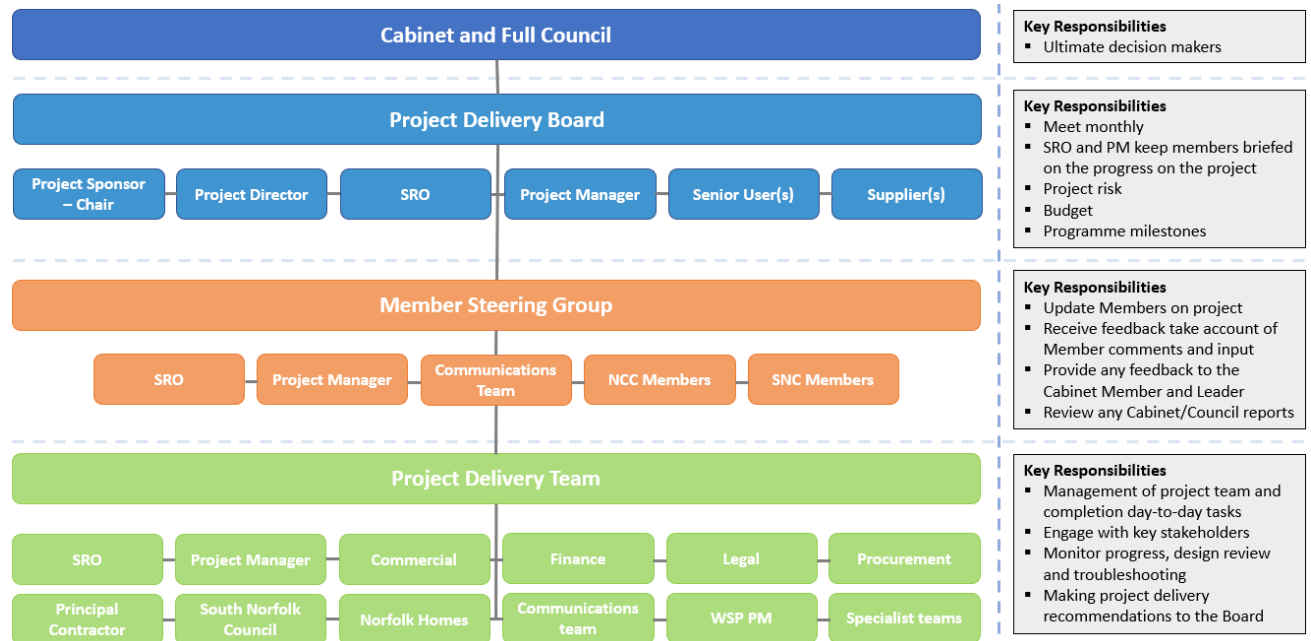 Cabinet and Full Council
Key Responsibilities
▪ Ultimate decision makers
Project Delivery Board
Project Sponsor
– Chair
Project Director
SRO
Project Manager
Senior User(s)
Supplier(s)
Key Responsibilities
▪ Meet monthly
▪ SRO and PM keep members briefed
on the progress on the project
▪ Project risk
▪ Budget
▪ Programme milestones
Member Steering Group
SRO
Project Manager
Communications
Team
NCC Members
SNC Members
Key Responsibilities
▪ Update Members on project
▪ Receive feedback take account of
Member comments and input
▪ Provide any feedback to the
Cabinet Member and Leader
▪ Review any Cabinet/Council reports
Project Delivery Team
SRO
Project Manager
Commercial
Finance
Legal
Procurement
Principal
Contractor
South Norfolk
Council
Norfolk Homes
Communications
team
WSP PM
Specialist teams
Key Responsibilities
▪ Management of project team and
completion day-to-day tasks
▪ Engage with key stakeholders
▪ Monitor progress, design review
and troubleshooting
▪ Making project delivery
recommendations to the Board